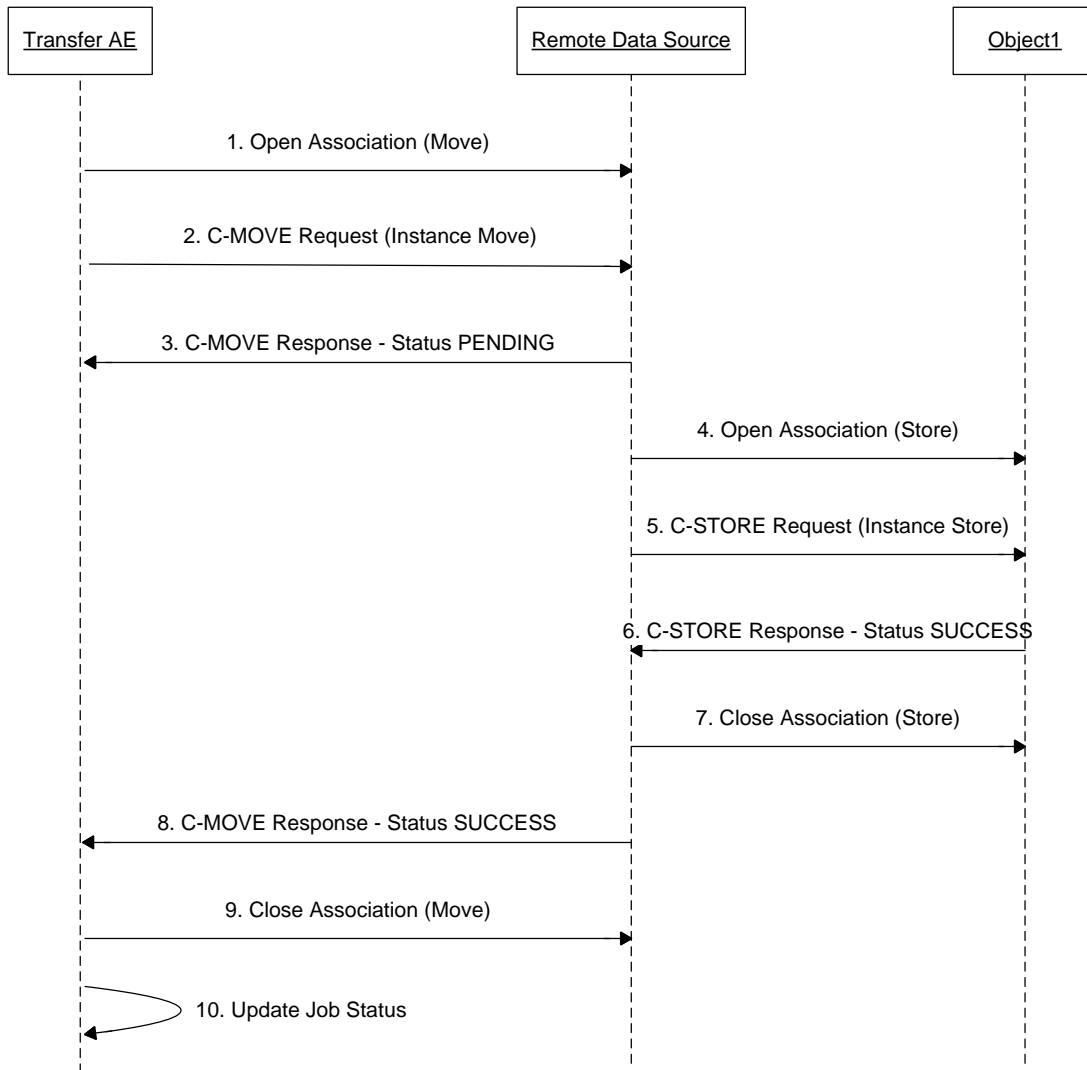 Transfer AE
Remote Data Source
Object1
1. Open Association (Move)
2. C-MOVE Request (Instance Move)
3. C-MOVE Response - Status PENDING
4. Open Association (Store)
5. C-STORE Request (Instance Store)
6. C-STORE Response - Status SUCCESS
7. Close Association (Store)
8. C-MOVE Response - Status SUCCESS
9. Close Association (Move)
10. Update Job Status